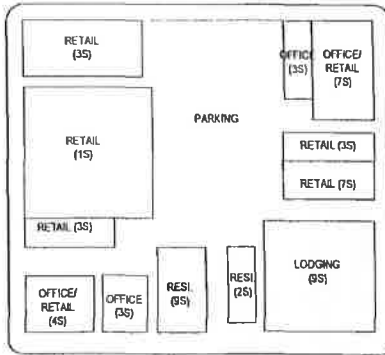 RETAIL
(3S)
OFFICE
(3S)
OFFICE/
RETAIL
(7S)
RETAIL
(1S)
PARKING
RETAIL (3S)
RETAIL (7S)
RETAIL (3S)
OFFICE/
RETAIL
(4S)
OFFICE
(3S)
RESI.
(9S)
RESI.
(2S)
LODGING
(9S)